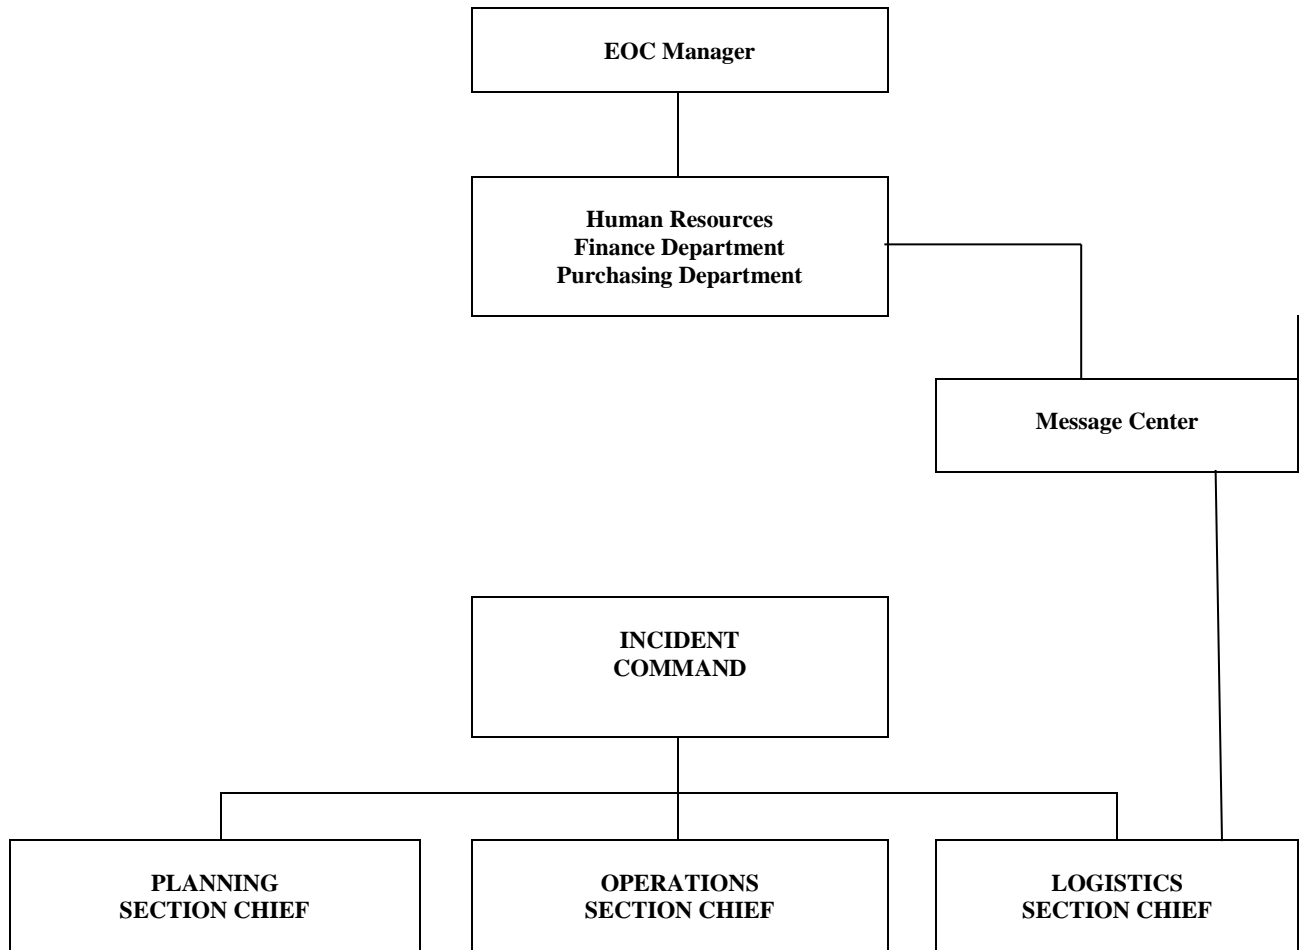 EOC Manager
Human Resources
Finance Department
Purchasing Department
Message Center
INCIDENT
COMMAND
PLANNING
SECTION CHIEF
OPERATIONS
SECTION CHIEF
LOGISTICS
SECTION CHIEF